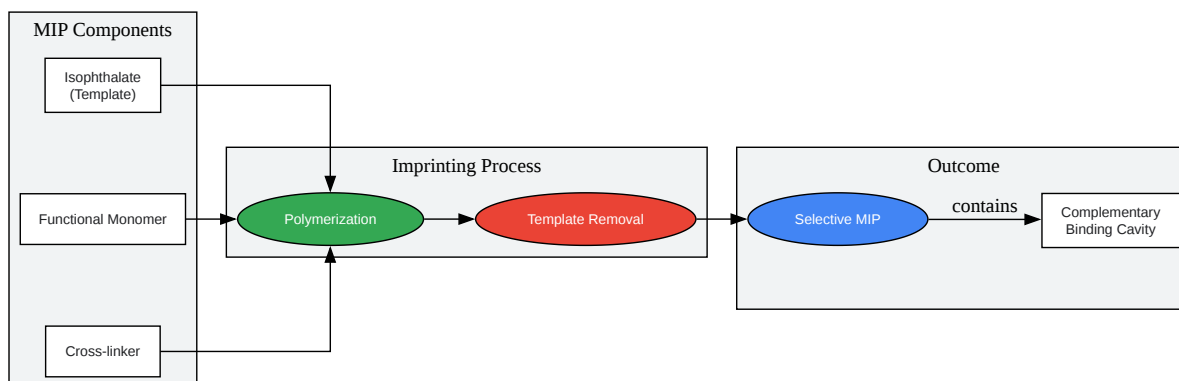 MIP Components
Isophthalate
(Template)
Functional Monomer
Cross-linker
Imprinting Process
Polymerization
Template Removal
Outcome
Selective MIP
contains
Complementary
Binding Cavity